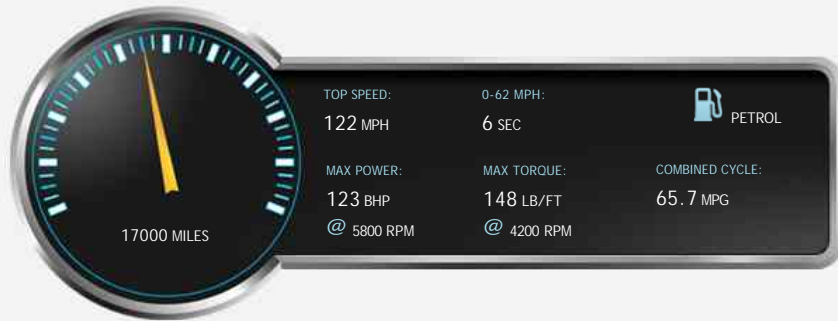 TOP SPEED:
122 MPH
0-62 MPH:
6 SEC
PETROL
MAX POWER:
123 BHP
@ 5800 RPM
MAX TORQUE:
148 LB/FT
@ 4200 RPM
COMBINED CYCLE:
65.7 MPG
17000 MILES